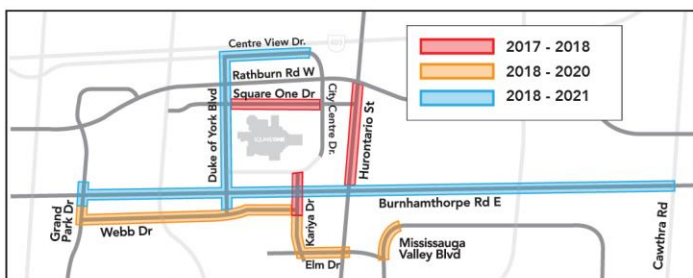 Centre View Dr.
403
Rathburn Rd W
Square One Dr
City Centre Dr.
Duke of York Blvd
Hurontario St
2017 - 2018
2018 - 2020
2018 - 2021
Burnhamthorpe Rd E
Grand
Park Dr
Webb Dr
Kariya Dr
Elm Dr
Mississauga
Valley Blvd
Cawthra Rd